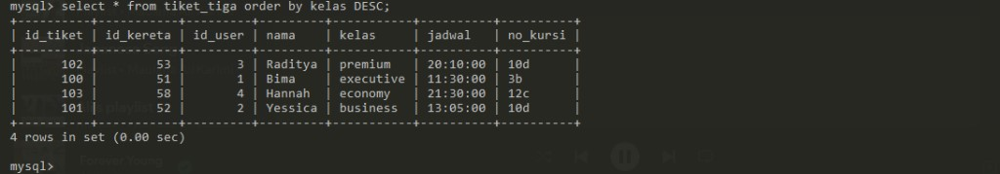 mysql> select * from tiket_tiga order by kelas DESC;
+----------+-----------+---------+---------+-----------+----------+----------+
| id_tiket | id_kereta | id_user | nama | kelas | jadwal | no_kursi |
+----------+-----------+---------+---------+-----------+----------+----------+
| 102 | 53 | 3 | Raditya | premium | 20:10:00 | 10d |
| 100 | 51 | 1 | Bima | executive | 11:30:00 | 3b |
| 103 | 58 | 4 | Hannah | economy | 21:30:00 | 12c |
| 101 | 52 | 2 | Yessica | business | 13:05:00 | 10d |
+----------+-----------+---------+---------+-----------+----------+----------+
4 rows in set (0.00 sec)
Forever Young
mysql>